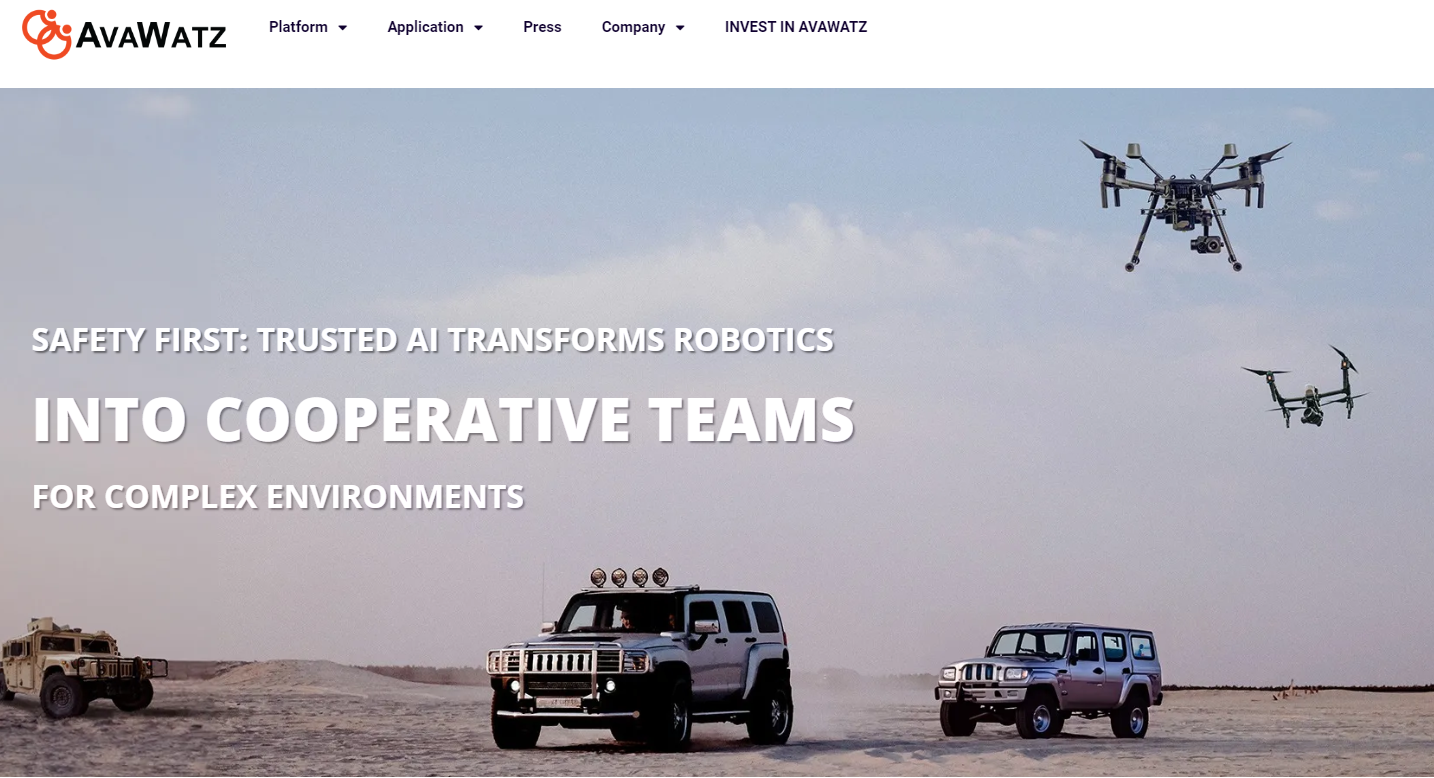 AVAWATZ
Platform
Application
Press
Company
INVEST IN AVAWATZ
SAFETY FIRST: TRUSTED AI TRANSFORMS ROBOTICS
INTO COOPERATIVE TEAMS
FOR COMPLEX ENVIRONMENTS